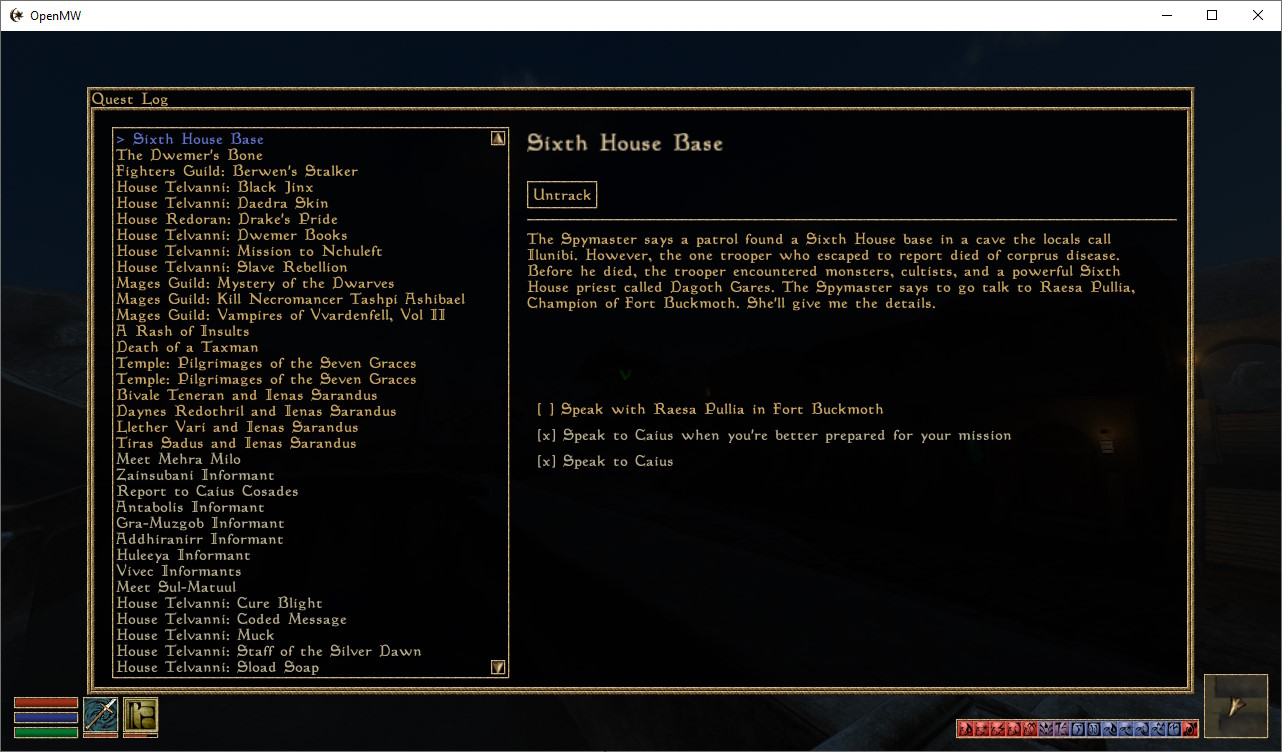 OpenMW
Quest Log
> Sixth House Base
The Dwemer's Bone
Fighters Guild: Berwen's Stalker
House Telvanni: Black Jinx
House Telvanni: Daedra Skin
House Redoran: Drake's Pride
House Telvanni: Dwemer Books
House Telvanni: Mission to Nchuleft
House Telvanni: Slave Rebellion
Mages Guild: Mystery of the Dwarves
Mages Guild: Kill Necromancer Tashpi Ashibael
Mages Guild: Vampires of Vvardenfell, Vol II
A Rash of Insults
Death of a Taxman
Temple: Pilgrimages of the Seven Graces
Temple: Pilgrimages of the Seven Graces
Bivale Teneran and Ienas Sarandus
Daynes Redothril and Ienas Sarandus
Llether Vari and Ienas Sarandus
Tiras Sadus and Ienas Sarandus
Meet Mehra Milo
Zainsubani Informant
Report to Caius Cosades
Antabolis Informant
Gra-Muzgob Informant
Addhiranirr Informant
Huleeya Informant
Vivec Informants
Meet Sul-Matuul
House Telvanni: Cure Blight
House Telvanni: Coded Message
House Telvanni: Muck
House Telvanni: Staff of the Silver Dawn
House Telvanni: Sload Soap
Sixth House Base
Untrack
The Spymaster says a patrol found a Sixth House base in a cave the locals call
Ilunibi. However, the one trooper who escaped to report died of corprus disease.
Before he died, the trooper encountered monsters, cultists, and a powerful Sixth
House priest called Dagoth Gares. The Spymaster says to go talk to Raesa Pullia,
Champion of Fort Buckmoth. She'll give me the details.
[ ] Speak with Raesa Pullia in Fort Buckmoth
[x] Speak to Caius when you're better prepared for your mission
[x] Speak to Caius